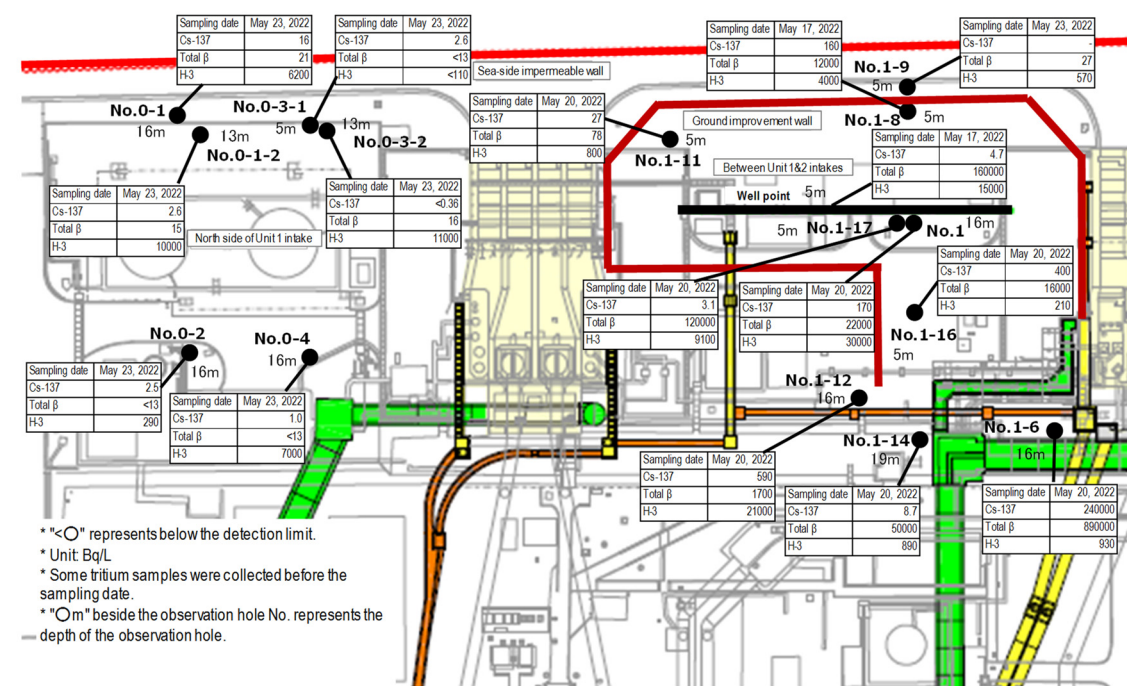 Sampling date May 23, 2022
Cs-137 16
Total β 21
H-3 6200
Sampling date May 23, 2022
Cs-137 2.6
Total β <13
H-3 <110
Sea-side impermeable wall
Sampling date May 17, 2022
Cs-137 160
Total β 12000
H-3 4000
Sampling date May 23, 2022
Cs-137 -
Total β 27
H-3 570
No.0-1
16m
13m
No.0-1-2
No.0-3-1
5m
13m
No.0-3-2
Sampling date May 20, 2022
Cs-137 27
Total β 78
H-3 800
5m
No.1-11
Ground improvement wall
No.1-9
5m
No.1-8
5m
Sampling date May 17, 2022
Cs-137 4.7
Total β 160000
H-3 15000
Between Unit 1&2 intakes
Well point 5m
5m No.1-17
No.1 16m
Sampling date May 23, 2022
Cs-137 2.6
Total β 15
H-3 10000
North side of Unit 1 intake
Sampling date May 23, 2022
Cs-137 <0.36
Total β 16
H-3 11000
Sampling date May 20, 2022
Cs-137 3.1
Total β 120000
H-3 9100
Sampling date May 20, 2022
Cs-137 170
Total β 22000
H-3 30000
Sampling date May 20, 2022
Cs-137 400
Total β 16000
H-3 210
No.1-16
5m
No.0-2
16m
No.0-4
16m
Sampling date May 23, 2022
Cs-137 2.5
Total β <13
H-3 290
Sampling date May 23, 2022
Cs-137 1.0
Total β <13
H-3 7000
No.1-12
16m
No.1-14
19m
No.1-6
16m
Sampling date May 20, 2022
Cs-137 590
Total β 1700
H-3 21000
Sampling date May 20, 2022
Cs-137 8.7
Total β 50000
H-3 890
Sampling date May 20, 2022
Cs-137 240000
Total β 890000
H-3 930
* "<○" represents below the detection limit.
* Unit: Bq/L
* Some tritium samples were collected before the
sampling date.
* "○m" beside the observation hole No. represents the
depth of the observation hole.